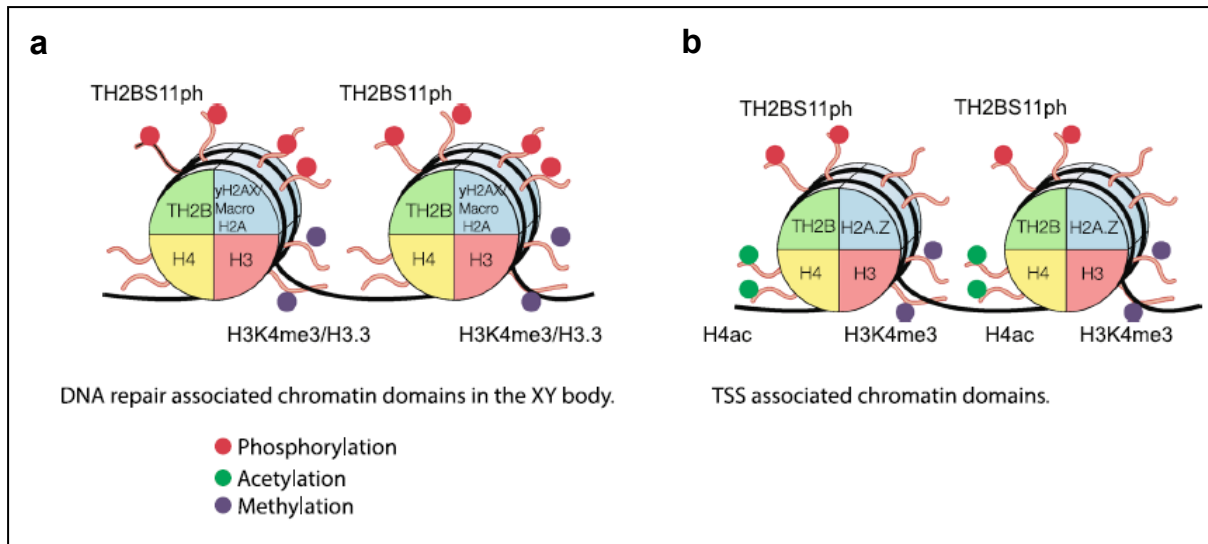 a
TH2BS11ph
TH2BS11ph
TH2B
yH2AX/
Macro
H2A
H4
H3
TH2B
yH2AX/
Macro
H2A
H4
H3
H3K4me3/H3.3
H3K4me3/H3.3
DNA repair associated chromatin domains in the XY body.
Phosphorylation
Acetylation
Methylation
b
TH2BS11ph
TH2BS11ph
TH2B
H2A.Z
H4
H3
TH2B
H2A.Z
H4
H3
H4ac
H3K4me3
H4ac
H3K4me3
TSS associated chromatin domains.